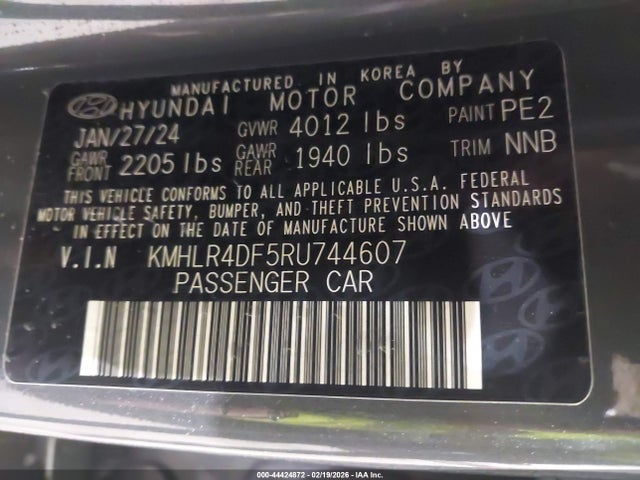 MANUFACTURED IN KOREA BY
HYUNDAI MOTOR COMPANY
JAN/27/24 GVWR 4012 lbs PAINT PE2
GAWR FRONT 2205 lbs GAWR REAR 1940 lbs TRIM NNB
THIS VEHICLE CONFORMS TO ALL APPLICABLE U.S.A. FEDERAL
MOTOR VEHICLE SAFETY, BUMPER, AND THEFT PREVENTION STANDARDS
IN EFFECT ON THE DATE OF MANUFACTURE SHOWN ABOVE
V.I.N KMHLR4DF5RU744607
PASSENGER CAR
000-44424872 | 02/19/2026 - IAA Inc.